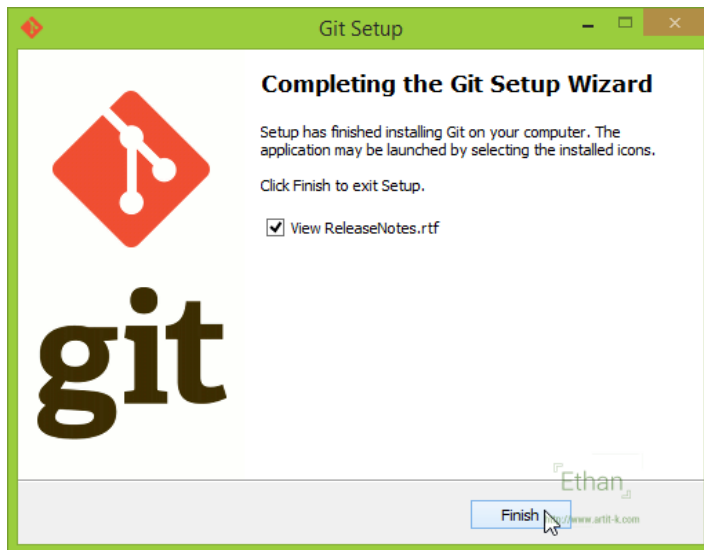 Git Setup
Completing the Git Setup Wizard
Setup has finished installing Git on your computer. The
application may be launched by selecting the installed icons.
Click Finish to exit Setup.
View ReleaseNotes.rtf
git
『Ethan』
Finish
http://www.artit-k.com